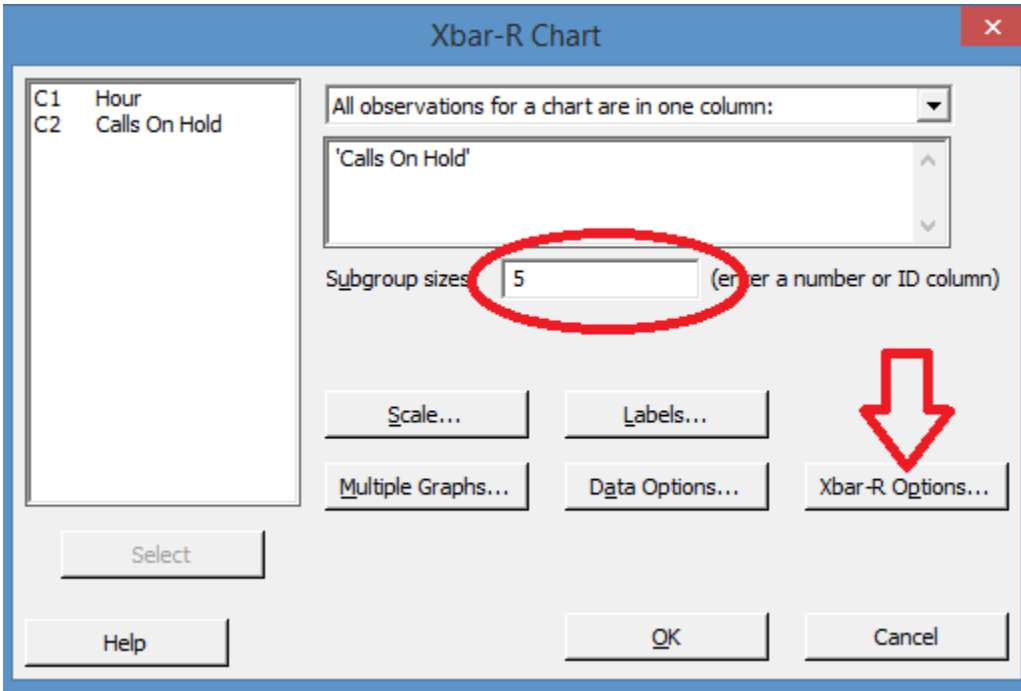 Xbar-R Chart
C1 Hour
C2 Calls On Hold
All observations for a chart are in one column:
'Calls On Hold'
Subgroup sizes: 5 (enter a number or ID column)
Scale... Labels...
Multiple Graphs... Data Options... Xbar-R Options...
Select
Help OK Cancel